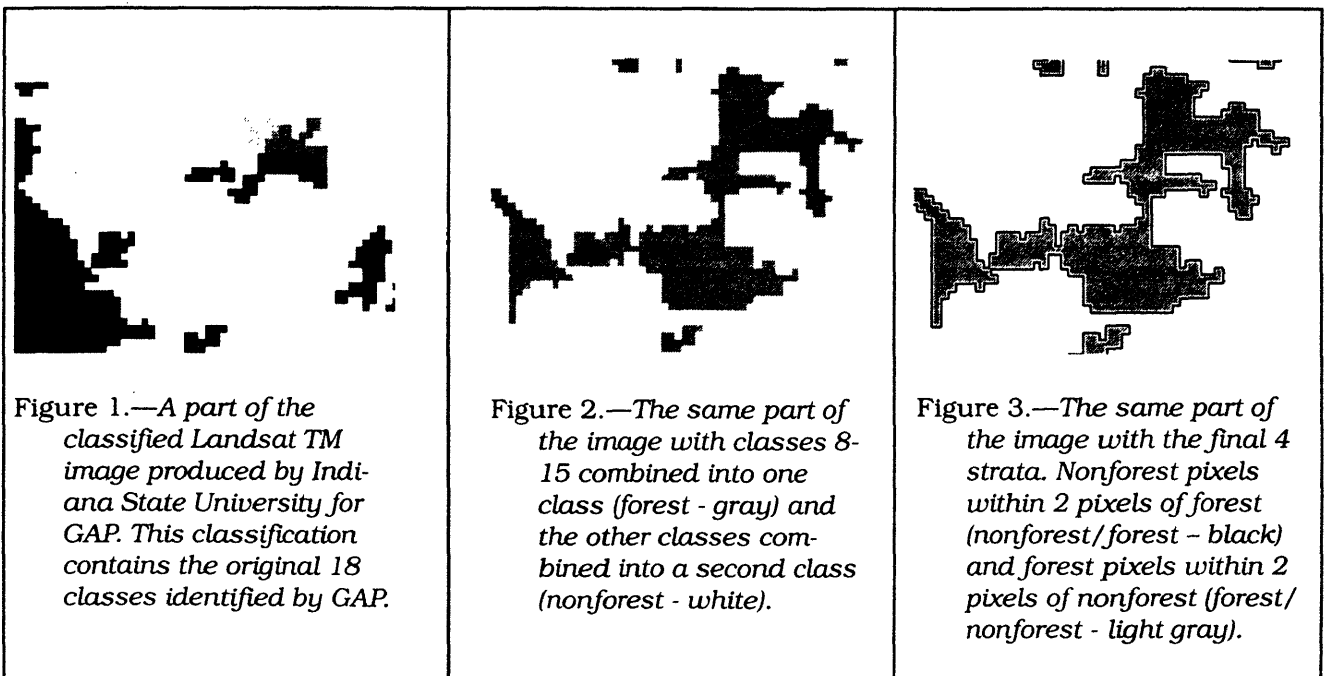 Figure 1.—A part of the
classified Landsat TM
image produced by Indi-
ana State University for
GAP. This classification
contains the original 18
classes identified by GAP.
Figure 2.—The same part of
the image with classes 8-
15 combined into one
class (forest - gray) and
the other classes com-
bined into a second class
(nonforest - white).
Figure 3.—The same part of
the image with the final 4
strata. Nonforest pixels
within 2 pixels of forest
(nonforest/forest – black)
and forest pixels within 2
pixels of nonforest (forest/
nonforest - light gray).